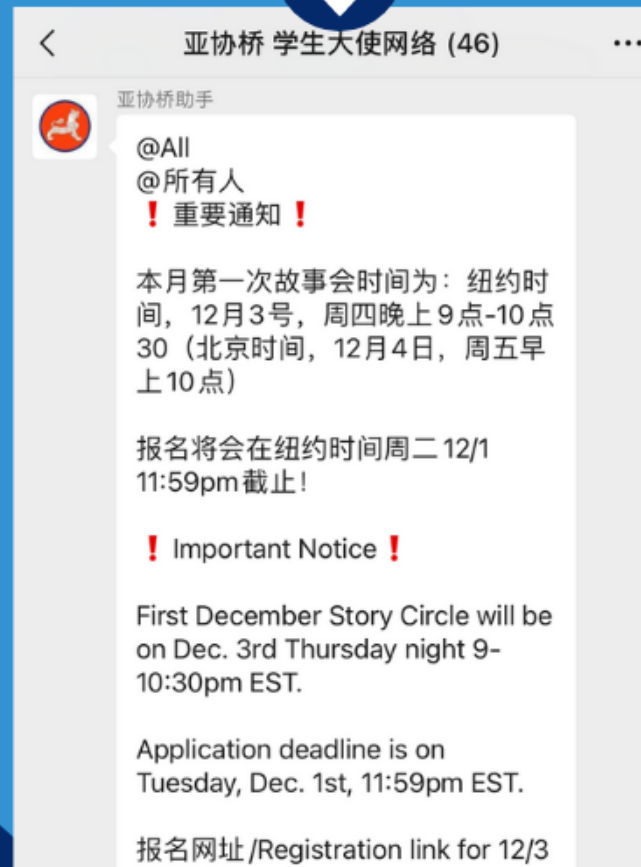 亚协桥 学生大使网络 (46)
亚协桥助手
@All
@所有人
❗重要通知❗
本月第一次故事会时间为：纽约时
间，12月3号，周四晚上9点-10点
30（北京时间，12月4日，周五早
上10点）
报名将会在纽约时间周二12/1
11:59pm截止！
❗Important Notice❗
First December Story Circle will be
on Dec. 3rd Thursday night 9-
10:30pm EST.
Application deadline is on
Tuesday, Dec. 1st, 11:59pm EST.
报名网址/Registration link for 12/3